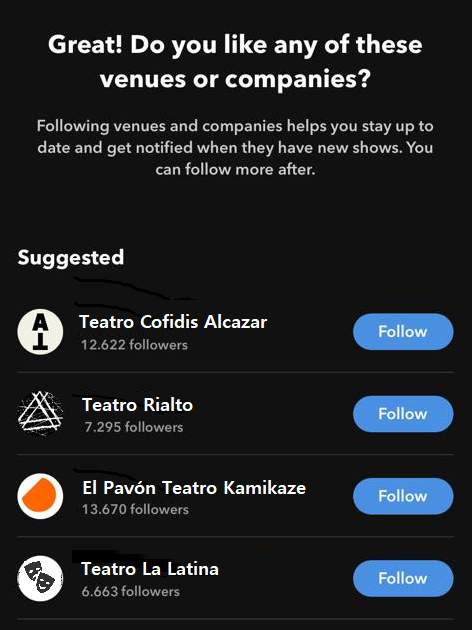 Great! Do you like any of these
venues or companies?
Following venues and companies helps you stay up to
date and get notified when they have new shows. You
can follow more after.
Suggested
Teatro Cofidis Alcazar
12.622 followers
Follow
Teatro Rialto
7.295 followers
Follow
El Pavón Teatro Kamikaze
13.670 followers
Follow
Teatro La Latina
6.663 followers
Follow